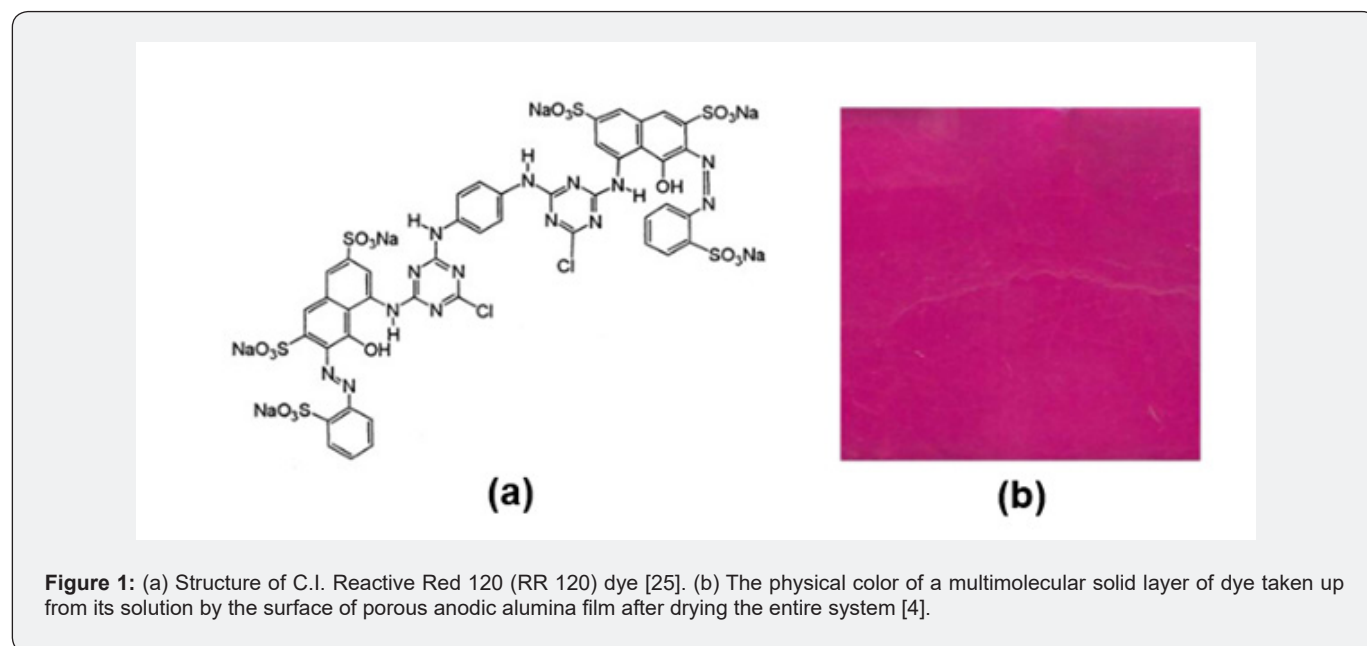 NaO₃S
SO₃Na
H
N
N
N
H
OH
N
N
N
N
Cl
SO₃Na
H
N
SO₃Na
N
N
N
Cl
N
H
NaO₃S
OH
N
N
NaO₃S
(a)
(b)
Figure 1: (a) Structure of C.I. Reactive Red 120 (RR 120) dye [25]. (b) The physical color of a multimolecular solid layer of dye taken up
from its solution by the surface of porous anodic alumina film after drying the entire system [4].